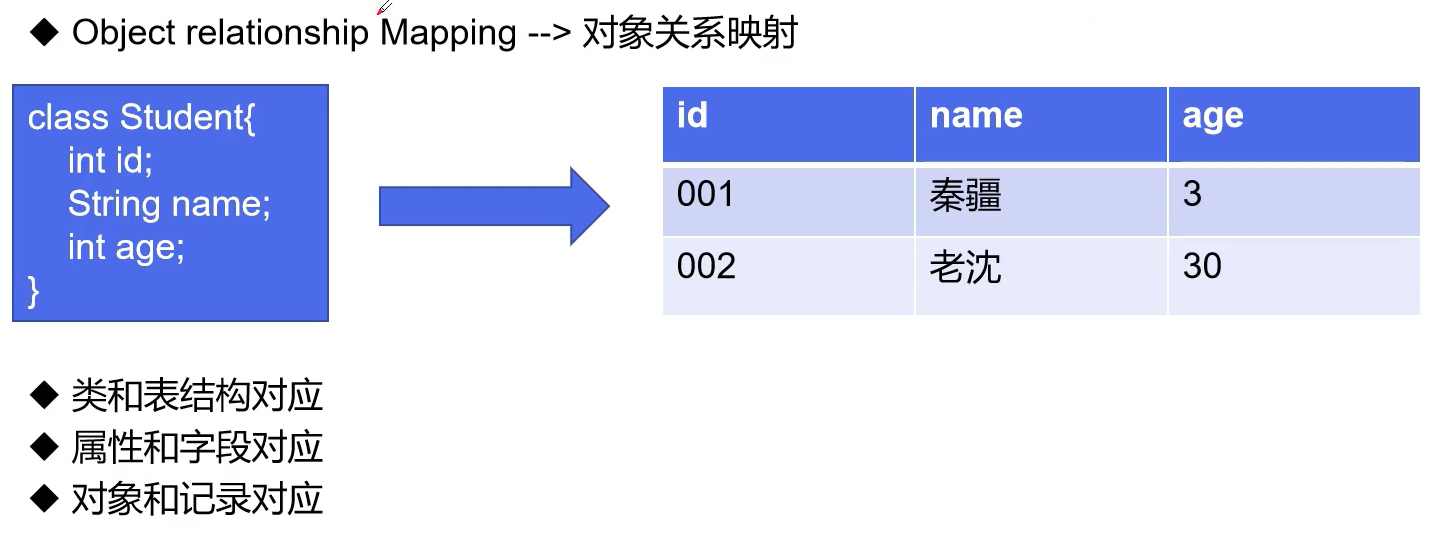 ◆ Object relationship Mapping --> 对象关系映射
class Student{
int id;
String name;
int age;
}
id name age
001 秦疆 3
002 老沈 30
◆ 类和表结构对应
◆ 属性和字段对应
◆ 对象和记录对应